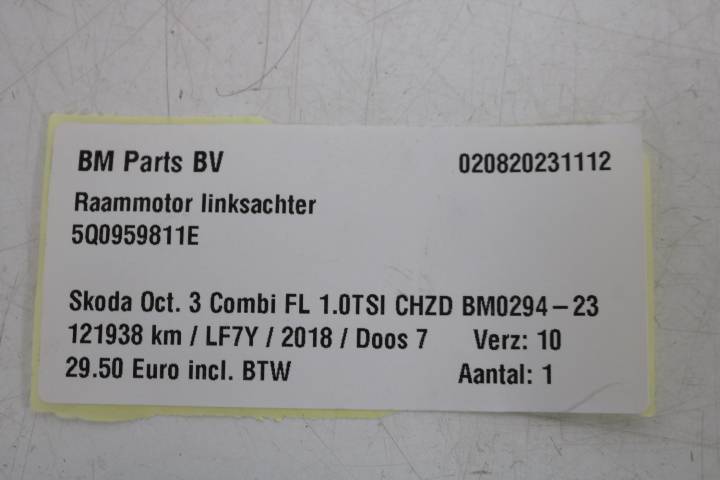 BM Parts BV 020820231112
Raammotor linksachter
5Q0959811E
Skoda Oct. 3 Combi FL 1.0TSI CHZD BM0294-23
121938 km / LF7Y / 2018 / Doos 7 Verz: 10
29.50 Euro incl. BTW Aantal: 1